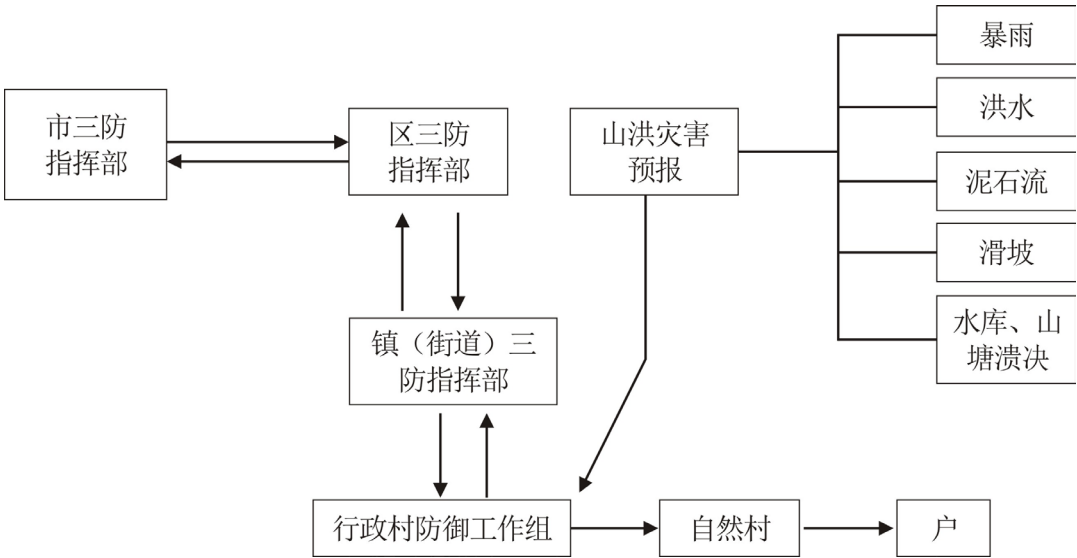 市三防
指挥部
区三防
指挥部
山洪灾害
预报
暴雨
洪水
泥石流
滑坡
水库、山
塘溃决
镇（街道）三
防指挥部
行政村防御工作组
自然村
户